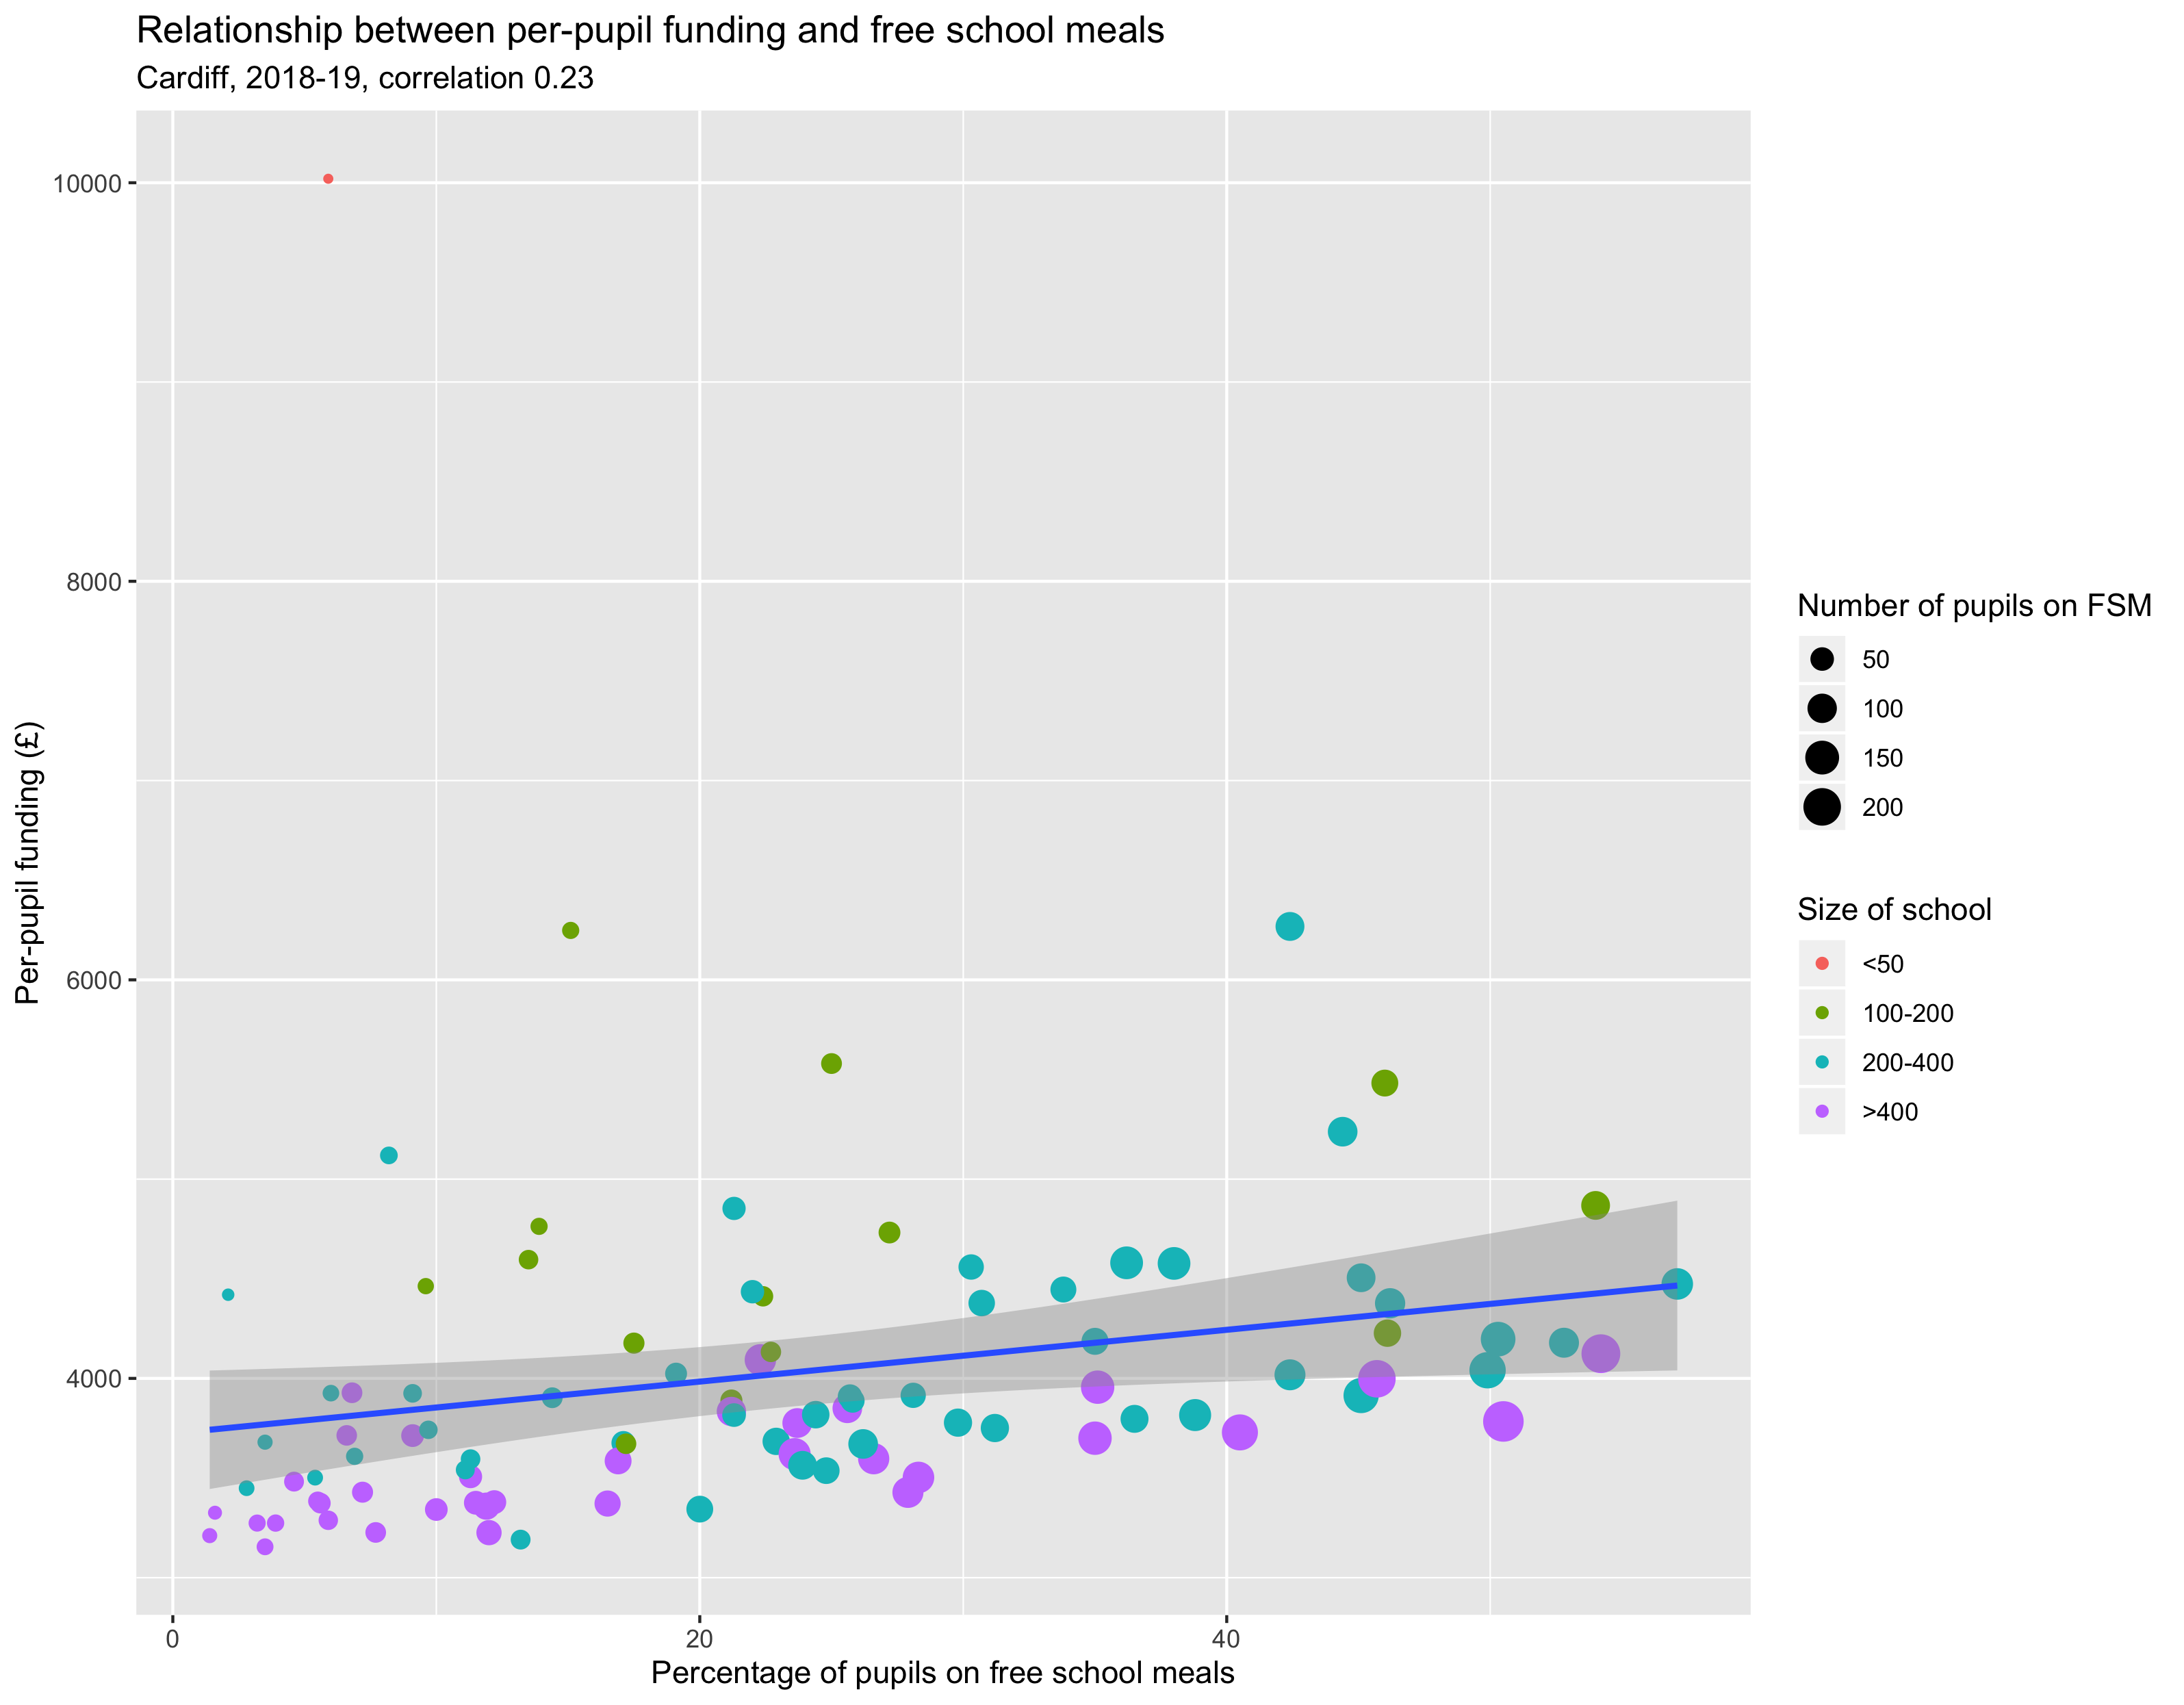 Relationship between per-pupil funding and free school meals
Cardiff, 2018-19, correlation 0.23
Per-pupil funding (£)
10000
8000
6000
4000
0
20
40
Percentage of pupils on free school meals
Number of pupils on FSM
50
100
150
200
Size of school
<50
100-200
200-400
>400